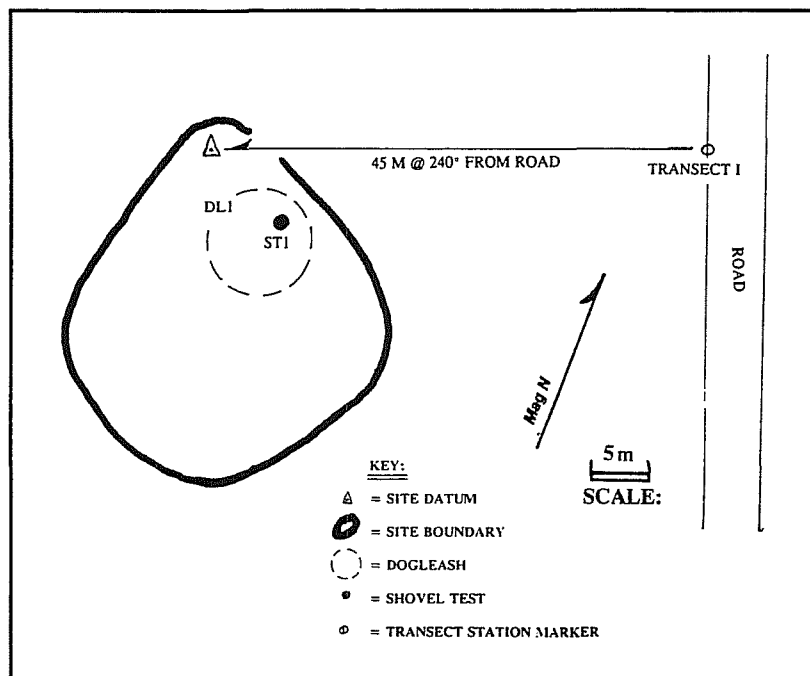 45 M @ 240° FROM ROAD
TRANSECT I
DL1
ST1
ROAD
Mag N
5 m
SCALE:
KEY:
= SITE DATUM
= SITE BOUNDARY
= DOGLEASH
= SHOVEL TEST
= TRANSECT STATION MARKER